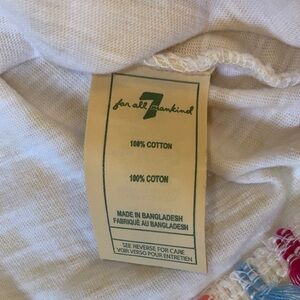 7
for all mankind
100% COTTON
100% COTON
MADE IN BANGLADESH
FABRIQUÉ AU BANGLADESH
SEE REVERSE FOR CARE
VOIR VERSO POUR ENTRETIEN